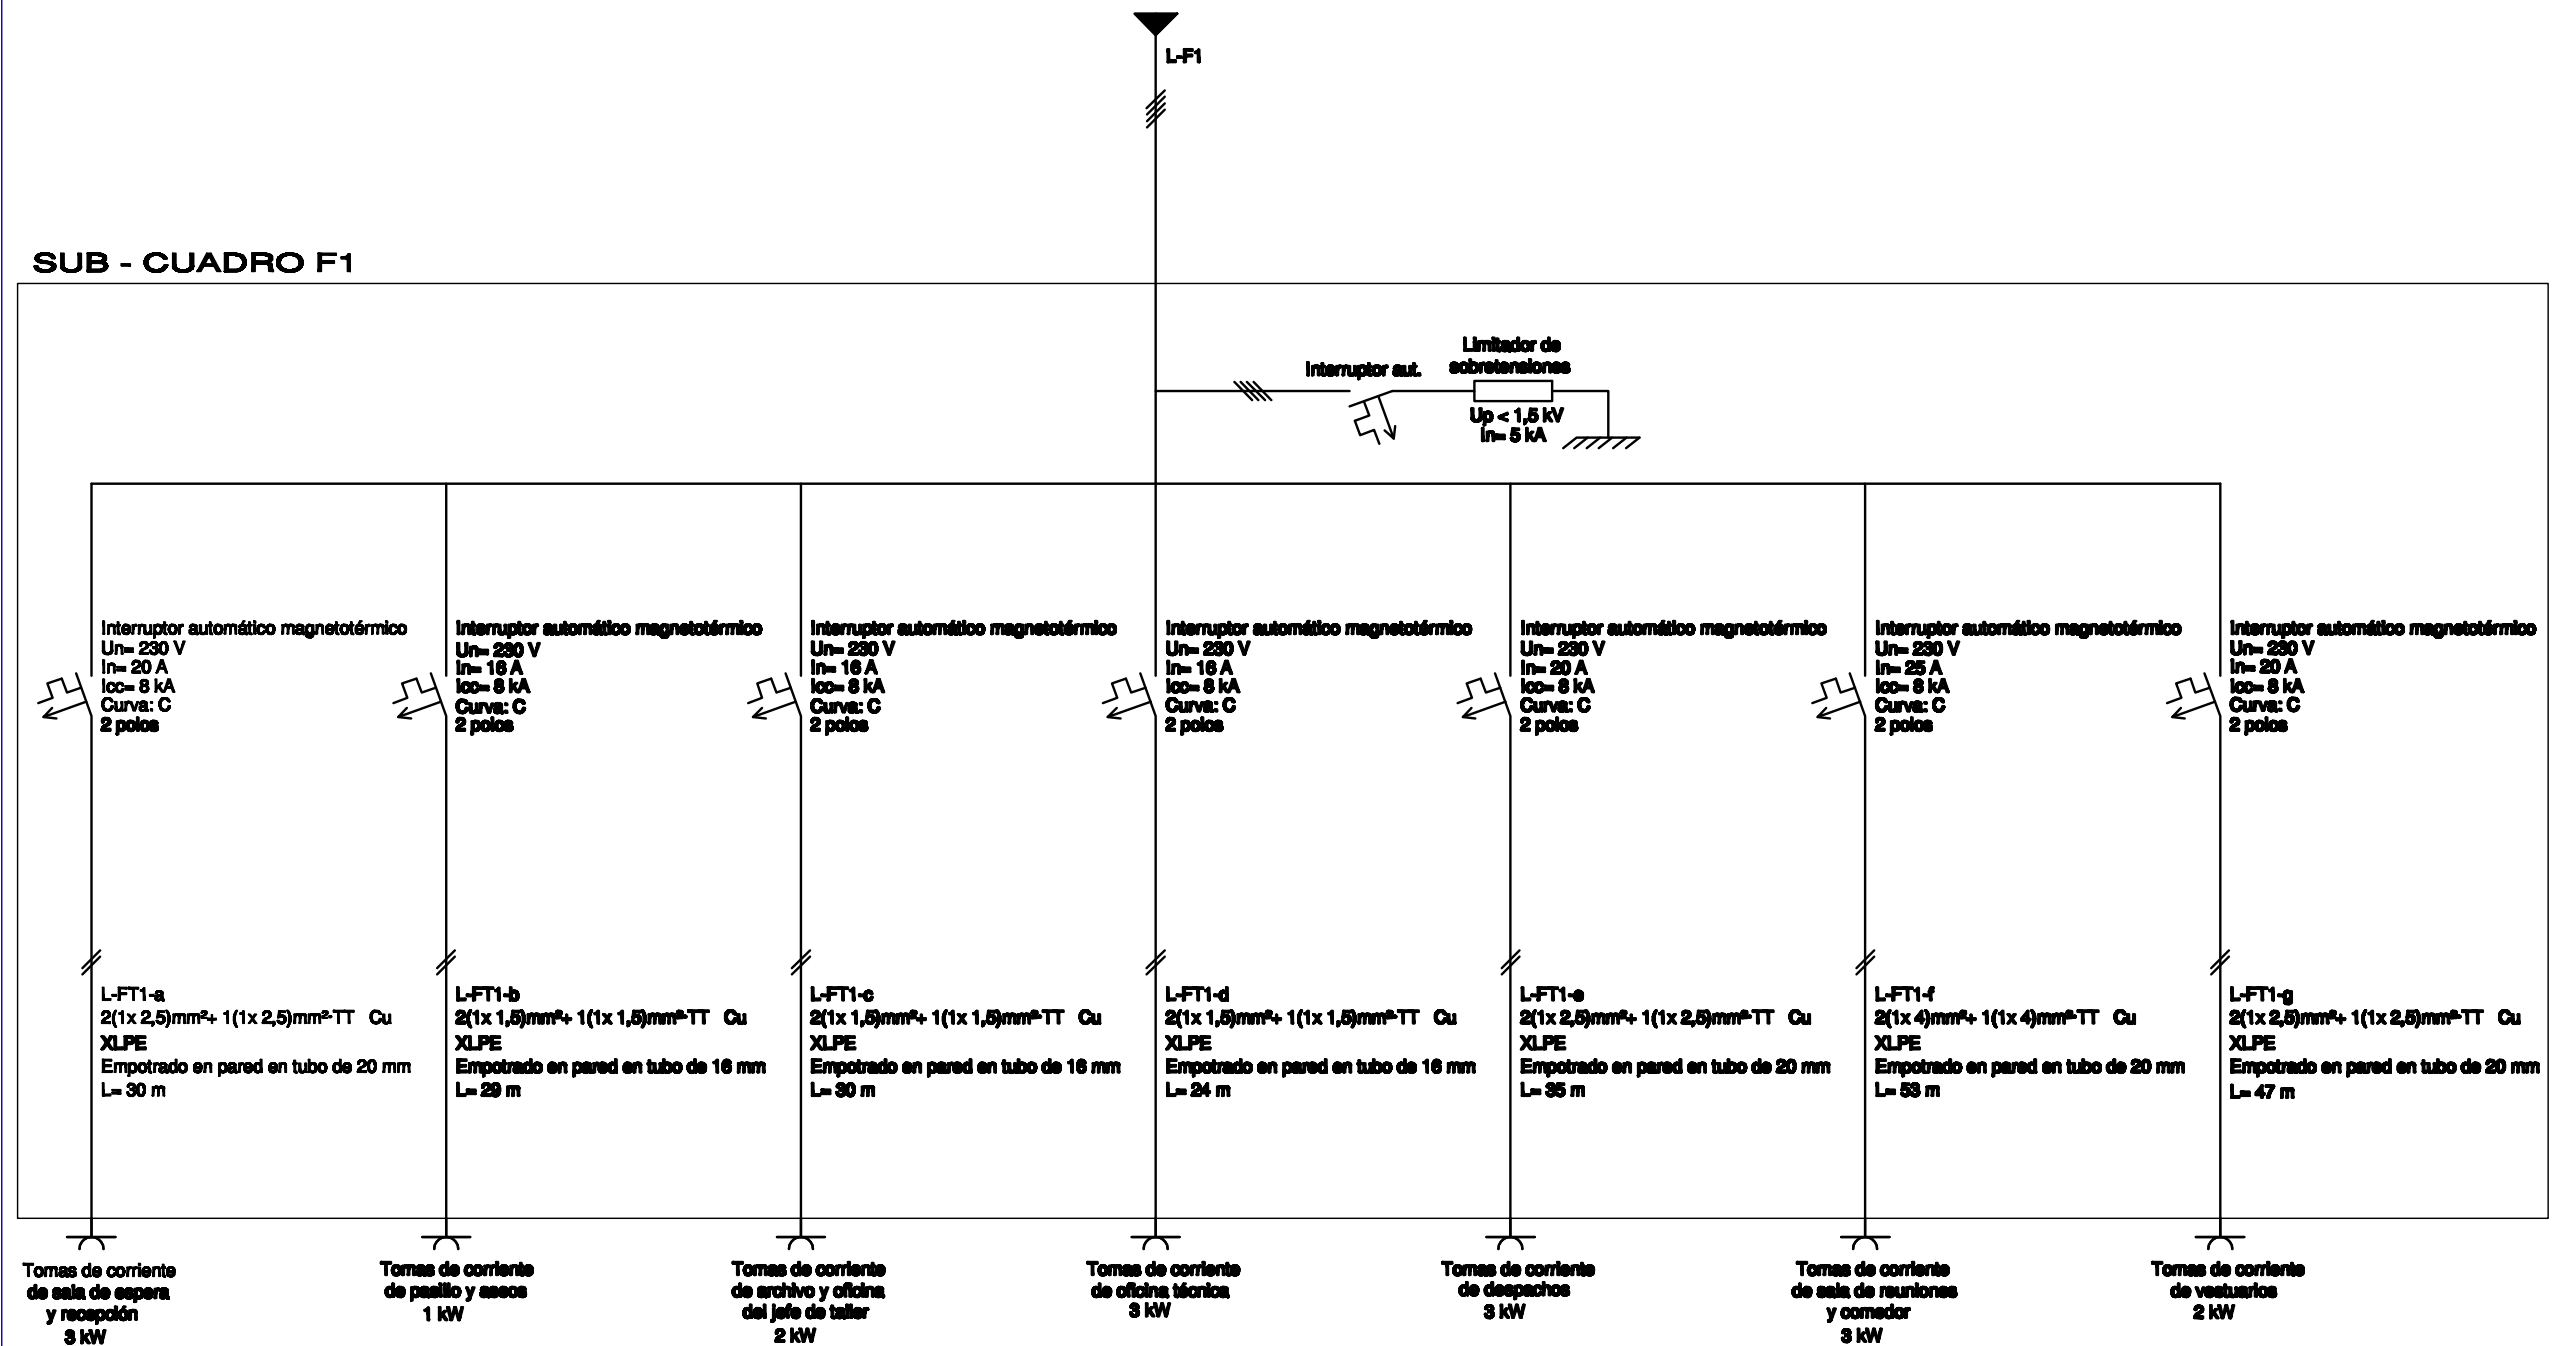 L-F1
SUB - CUADRO F1
Interruptor aut.
Limitador de
sobretensiones
Up < 1,5 kV
In= 5 kA
Interruptor automático magnetotérmico
Un= 230 V
In= 20 A
Icc= 8 kA
Curva: C
2 polos
Interruptor automático magnetotérmico
Un= 230 V
In= 16 A
Icc= 8 kA
Curva: C
2 polos
Interruptor automático magnetotérmico
Un= 230 V
In= 16 A
Icc= 8 kA
Curva: C
2 polos
Interruptor automático magnetotérmico
Un= 230 V
In= 16 A
Icc= 8 kA
Curva: C
2 polos
Interruptor automático magnetotérmico
Un= 230 V
In= 20 A
Icc= 8 kA
Curva: C
2 polos
Interruptor automático magnetotérmico
Un= 230 V
In= 25 A
Icc= 8 kA
Curva: C
2 polos
Interruptor automático magnetotérmico
Un= 230 V
In= 20 A
Icc= 8 kA
Curva: C
2 polos
L-FT1-a
2(1x 2,5)mm²+ 1(1x 2,5)mm²-TT Cu
XLPE
Empotrado en pared en tubo de 20 mm
L= 30 m
L-FT1-b
2(1x 1,5)mm²+ 1(1x 1,5)mm²-TT Cu
XLPE
Empotrado en pared en tubo de 16 mm
L= 29 m
L-FT1-c
2(1x 1,5)mm²+ 1(1x 1,5)mm²-TT Cu
XLPE
Empotrado en pared en tubo de 16 mm
L= 30 m
L-FT1-d
2(1x 1,5)mm²+ 1(1x 1,5)mm²-TT Cu
XLPE
Empotrado en pared en tubo de 16 mm
L= 24 m
L-FT1-e
2(1x 2,5)mm²+ 1(1x 2,5)mm²-TT Cu
XLPE
Empotrado en pared en tubo de 20 mm
L= 35 m
L-FT1-f
2(1x 4)mm²+ 1(1x 4)mm²-TT Cu
XLPE
Empotrado en pared en tubo de 20 mm
L= 53 m
L-FT1-g
2(1x 2,5)mm²+ 1(1x 2,5)mm²-TT Cu
XLPE
Empotrado en pared en tubo de 20 mm
L= 47 m
Tomas de corriente
de sala de espera
y recepción
3 kW
Tomas de corriente
de pasillo y aseos
1 kW
Tomas de corriente
de archivo y oficina
del jefe de taller
2 kW
Tomas de corriente
de oficina técnica
3 kW
Tomas de corriente
de despachos
3 kW
Tomas de corriente
de sala de reuniones
y comedor
3 kW
Tomas de corriente
de vestuarios
2 kW